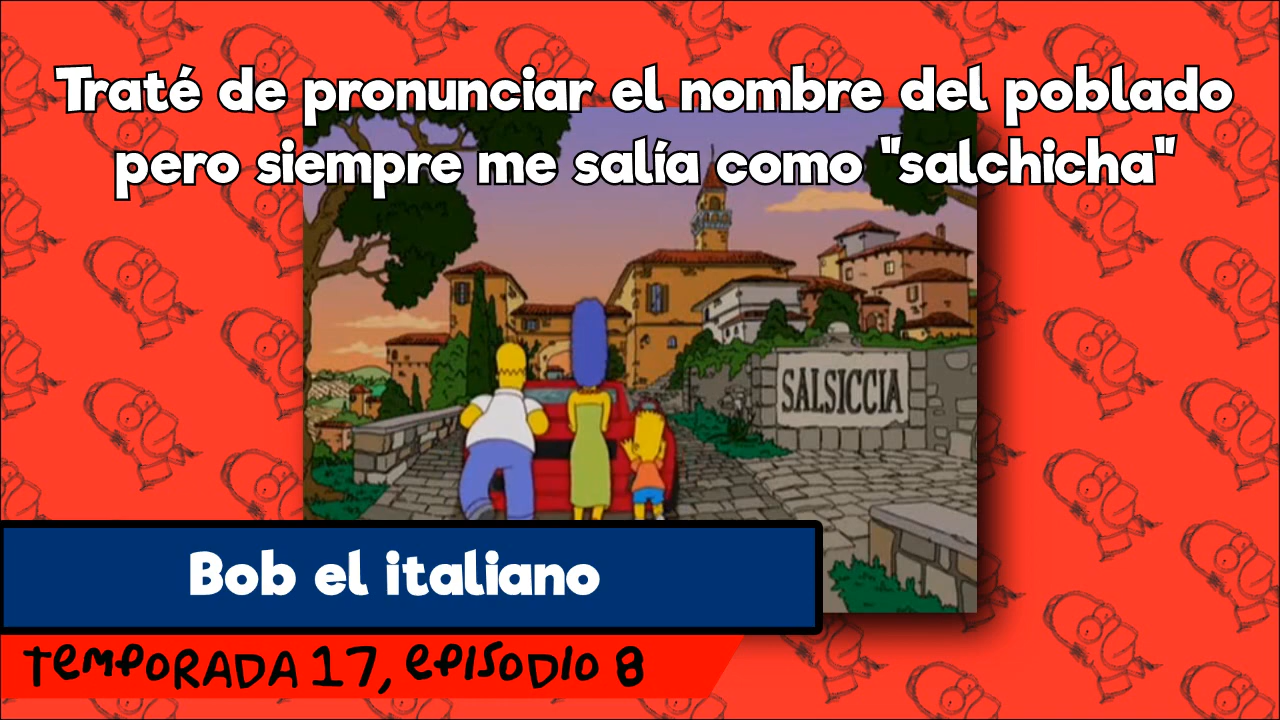 Traté de pronunciar el nombre del poblado
pero siempre me salía como "salchicha"
SALSICCIA
Bob el italiano
TEMPORADA 17, EPISODIO 8